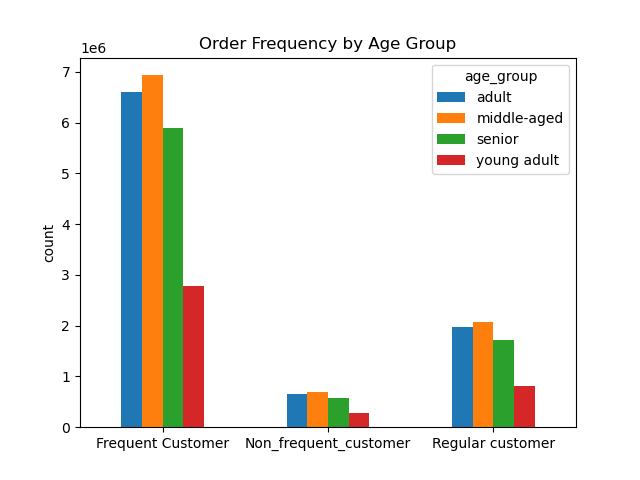 Order Frequency by Age Group
1e6
7
6
5
4
3
2
1
0
count
age_group
adult
middle-aged
senior
young adult
Frequent Customer
Non_frequent_customer
Regular customer